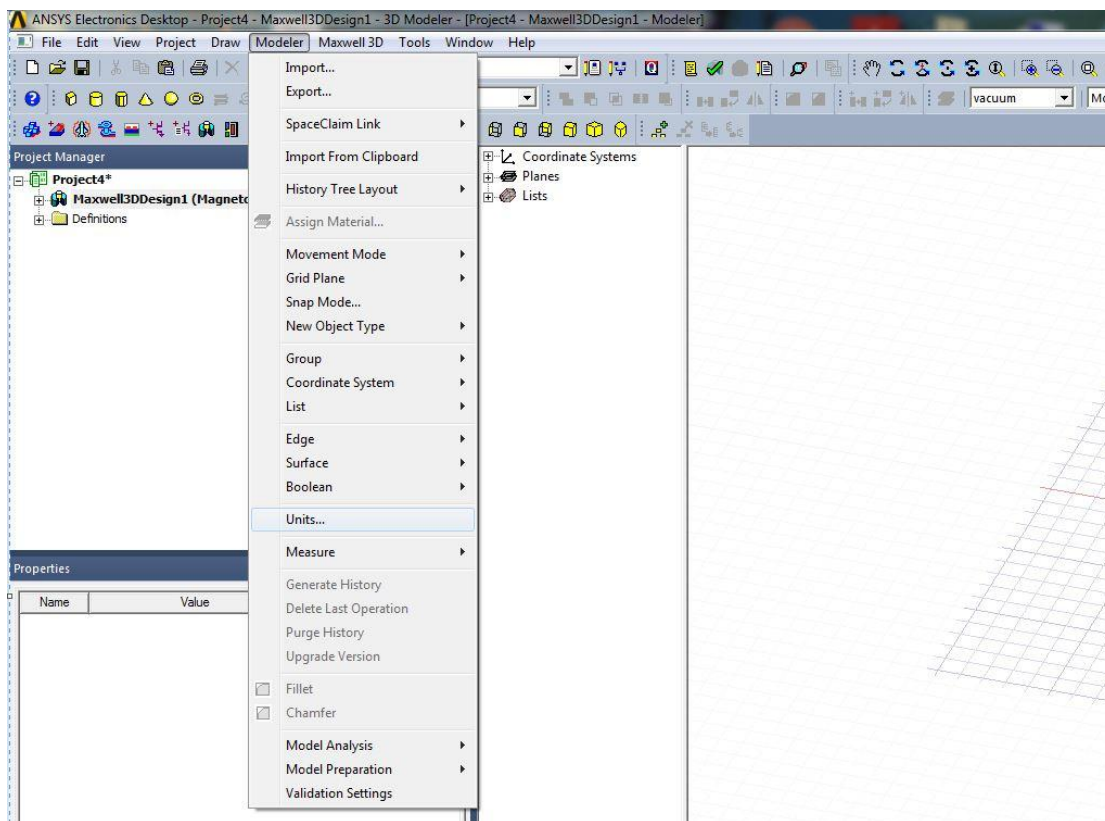 ANSYS Electronics Desktop - Project4 - Maxwell3DDesign1 - 3D Modeler - [Project4 - Maxwell3DDesign1 - Modeler]
File Edit View Project Draw Modeler Maxwell 3D Tools Window Help
vacuum
Project Manager
Project4*
Maxwell3DDesign1 (Magneto
Definitions
Import...
Export...
SpaceClaim Link
Import From Clipboard
History Tree Layout
Assign Material...
Movement Mode
Grid Plane
Snap Mode...
New Object Type
Group
Coordinate System
List
Edge
Surface
Boolean
Units...
Measure
Generate History
Delete Last Operation
Purge History
Upgrade Version
Fillet
Chamfer
Model Analysis
Model Preparation
Validation Settings
Coordinate Systems
Planes
Lists
Properties
Name Value